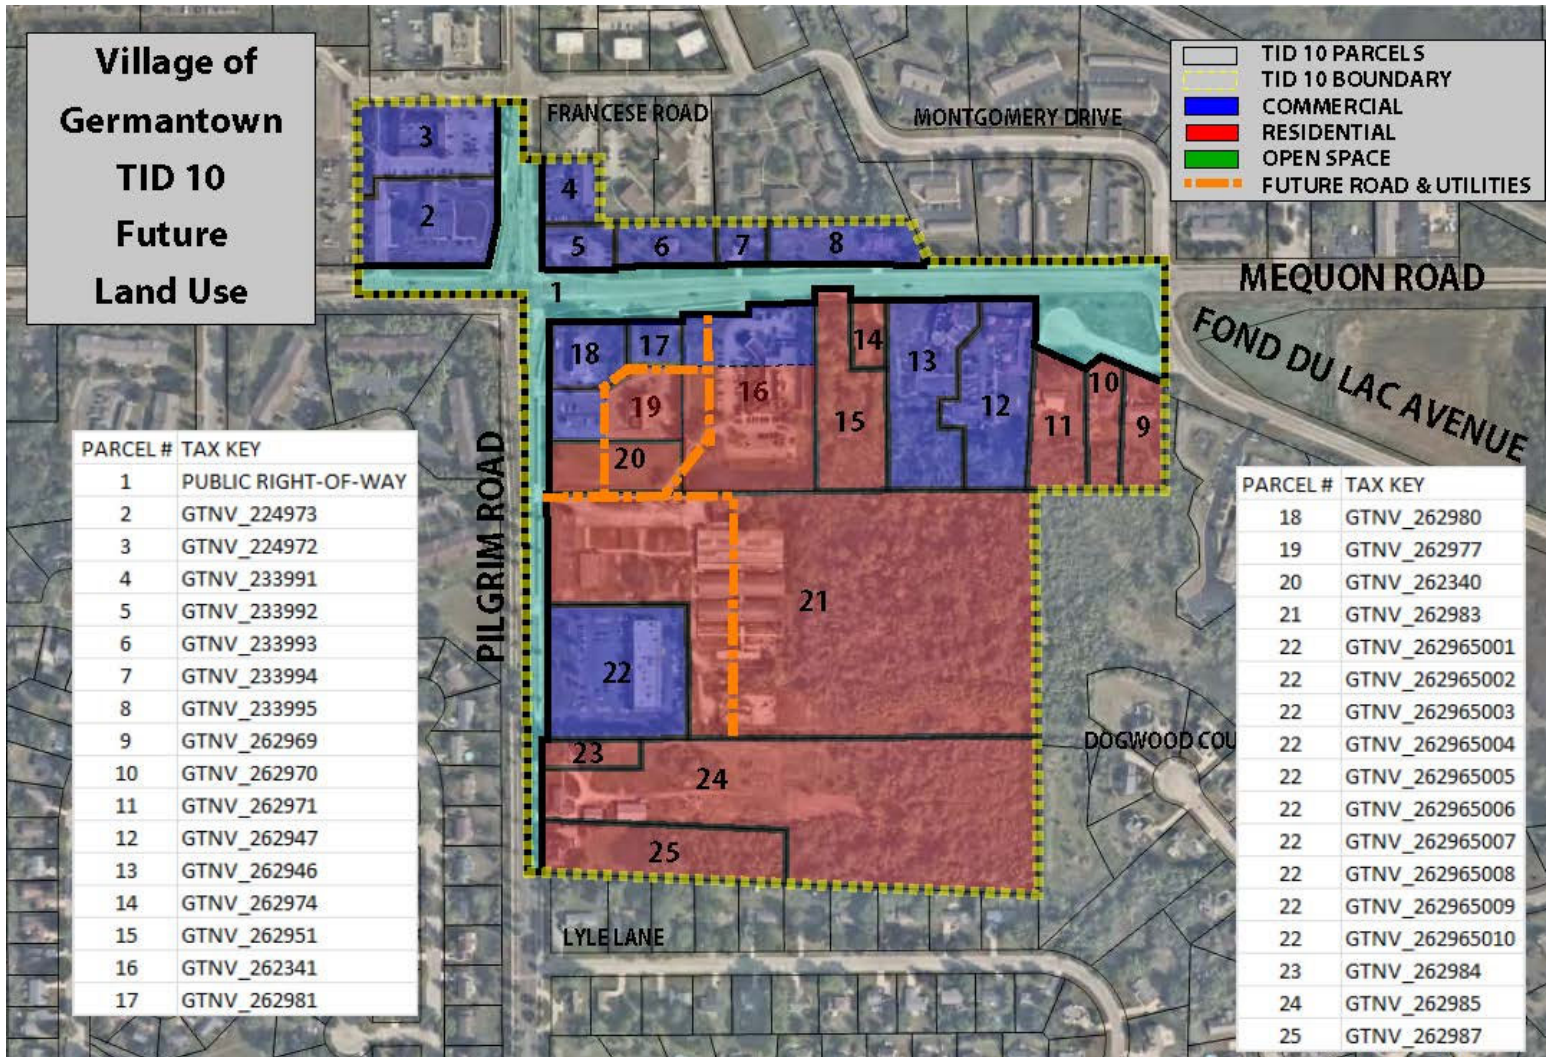 Village of
Germantown
TID 10
Future
Land Use
TID 10 PARCELS
TID 10 BOUNDARY
COMMERCIAL
RESIDENTIAL
OPEN SPACE
FUTURE ROAD & UTILITIES
FRANCESE ROAD
MONTGOMERY DRIVE
3
4
2
5
6
7
8
1
MEQUON ROAD
FOND DU LAC AVENUE
18
17
14
13
16
10
19
15
12
11
9
20
PILGRIM ROAD
21
22
23
24
25
DOGWOOD COU
LYLE LANE
PARCEL # TAX KEY
1 PUBLIC RIGHT-OF-WAY
2 GTNV_224973
3 GTNV_224972
4 GTNV_233991
5 GTNV_233992
6 GTNV_233993
7 GTNV_233994
8 GTNV_233995
9 GTNV_262969
10 GTNV_262970
11 GTNV_262971
12 GTNV_262947
13 GTNV_262946
14 GTNV_262974
15 GTNV_262951
16 GTNV_262341
17 GTNV_262981
PARCEL # TAX KEY
18 GTNV_262980
19 GTNV_262977
20 GTNV_262340
21 GTNV_262983
22 GTNV_262965001
22 GTNV_262965002
22 GTNV_262965003
22 GTNV_262965004
22 GTNV_262965005
22 GTNV_262965006
22 GTNV_262965007
22 GTNV_262965008
22 GTNV_262965009
22 GTNV_262965010
23 GTNV_262984
24 GTNV_262985
25 GTNV_262987